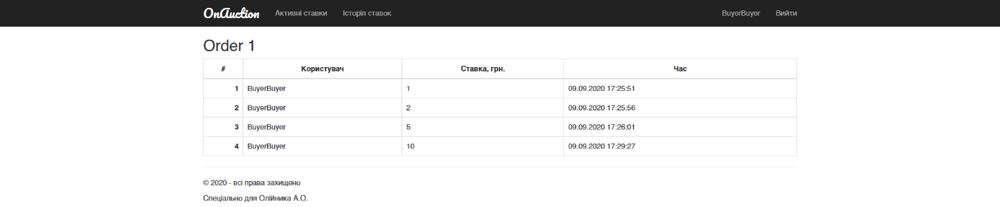 OnAuction Активні ставки Історія ставок BuyerBuyer Вийти
Order 1
# Користувач Ставка, грн. Час
1 BuyerBuyer 1 09.09.2020 17:25:51
2 BuyerBuyer 2 09.09.2020 17:25:56
3 BuyerBuyer 5 09.09.2020 17:26:01
4 BuyerBuyer 10 09.09.2020 17:29:27
© 2020 - всі права захищено
Спеціально для Олійника А.О.